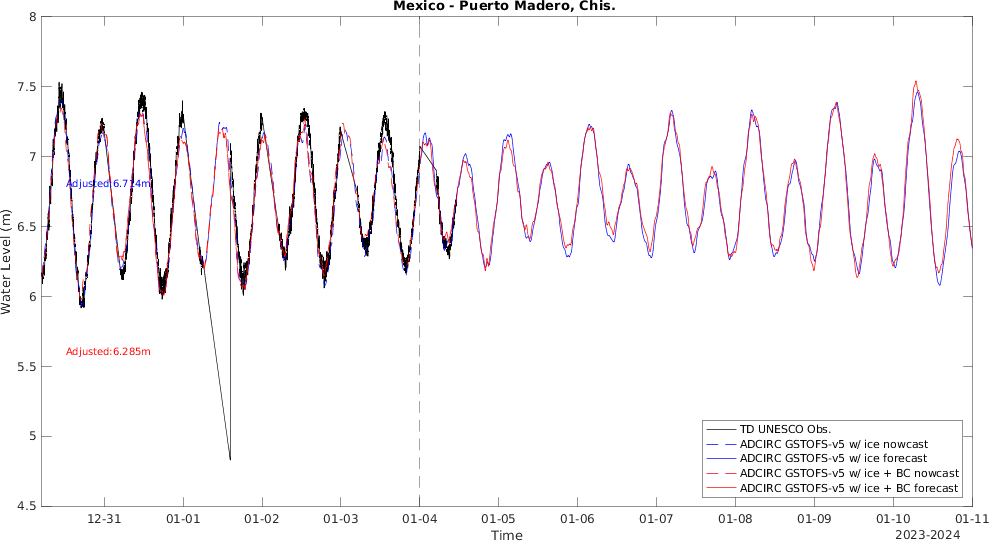 Mexico - Puerto Madero, Chis.
8
7.5
7
6.5
6
5.5
5
4.5
Water Level (m)
Adjusted:6.714m
Adjusted:6.285m
TD UNESCO Obs.
ADCIRC GSTOFS-v5 w/ ice nowcast
ADCIRC GSTOFS-v5 w/ ice forecast
ADCIRC GSTOFS-v5 w/ ice + BC nowcast
ADCIRC GSTOFS-v5 w/ ice + BC forecast
12-31 01-01 01-02 01-03 01-04 01-05 01-06 01-07 01-08 01-09 01-10 01-11
Time
2023-2024